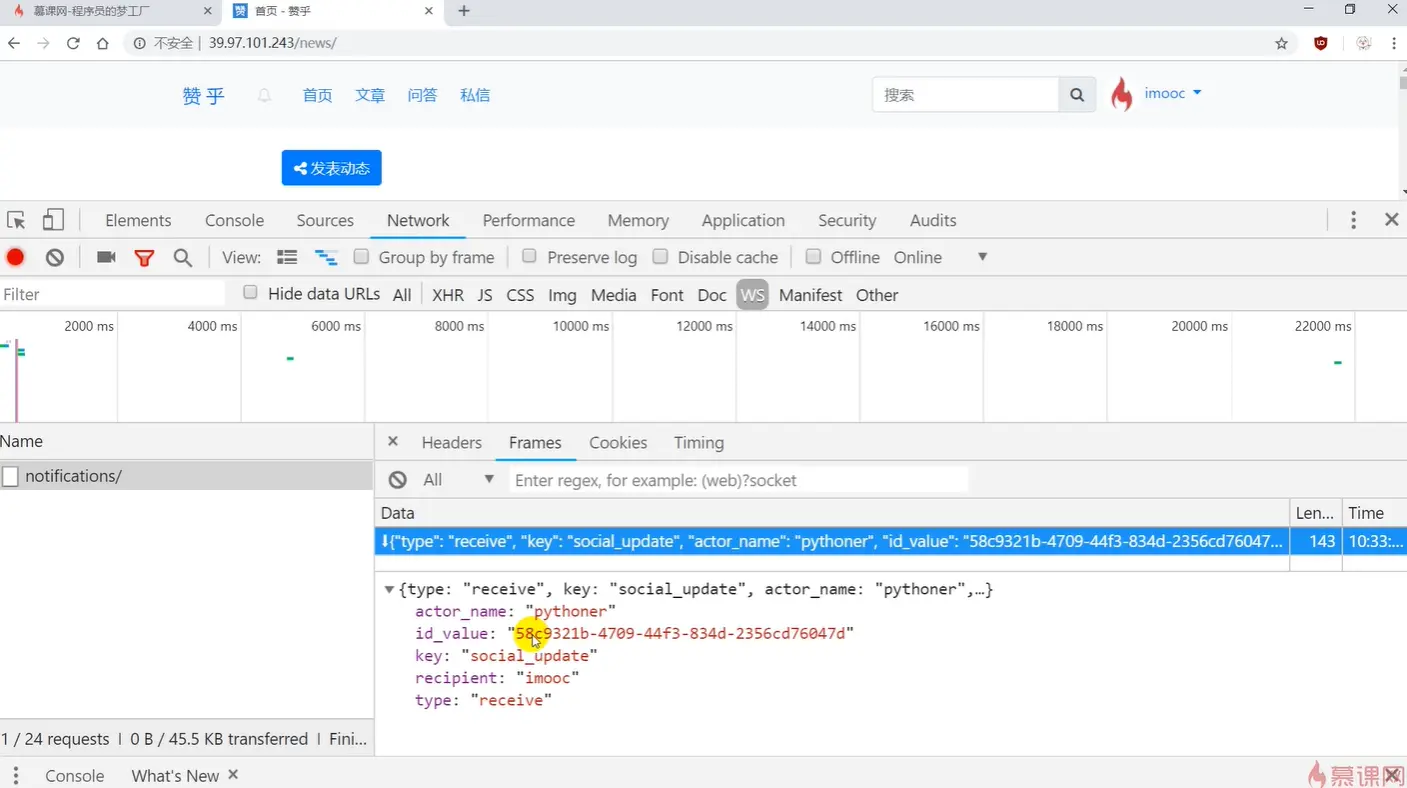 慕课网-程序员的梦工厂 首页 - 赞乎
不安全 | 39.97.101.243/news/
赞乎 首页 文章 问答 私信 搜索 imooc
发表动态
Elements Console Sources Network Performance Memory Application Security Audits
View: Group by frame Preserve log Disable cache Offline Online
Filter Hide data URLs All XHR JS CSS Img Media Font Doc WS Manifest Other
2000 ms 4000 ms 6000 ms 8000 ms 10000 ms 12000 ms 14000 ms 16000 ms 18000 ms 20000 ms 22000 ms
Name Headers Frames Cookies Timing
notifications/ All Enter regex, for example: (web)?socket
Data Len... Time
{"type": "receive", "key": "social_update", "actor_name": "pythoner", "id_value": "58c9321b-4709-44f3-834d-2356cd76047... 143 10:33:...
{type: "receive", key: "social_update", actor_name: "pythoner",…}
actor_name: "pythoner"
id_value: "58c9321b-4709-44f3-834d-2356cd76047d"
key: "social_update"
recipient: "imooc"
type: "receive"
1 / 24 requests | 0 B / 45.5 KB transferred | Fini...
Console What's New
慕课网